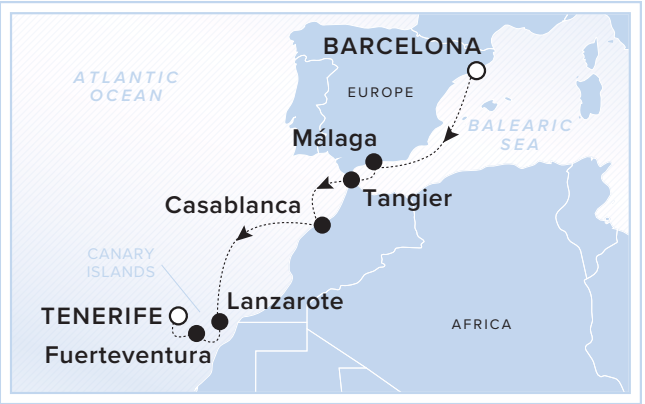 BARCELONA
ATLANTIC
OCEAN
EUROPE
BALEARIC
SEA
Málaga
Tangier
Casablanca
CANARY
ISLANDS
Lanzarote
TENERIFE
AFRICA
Fuerteventura